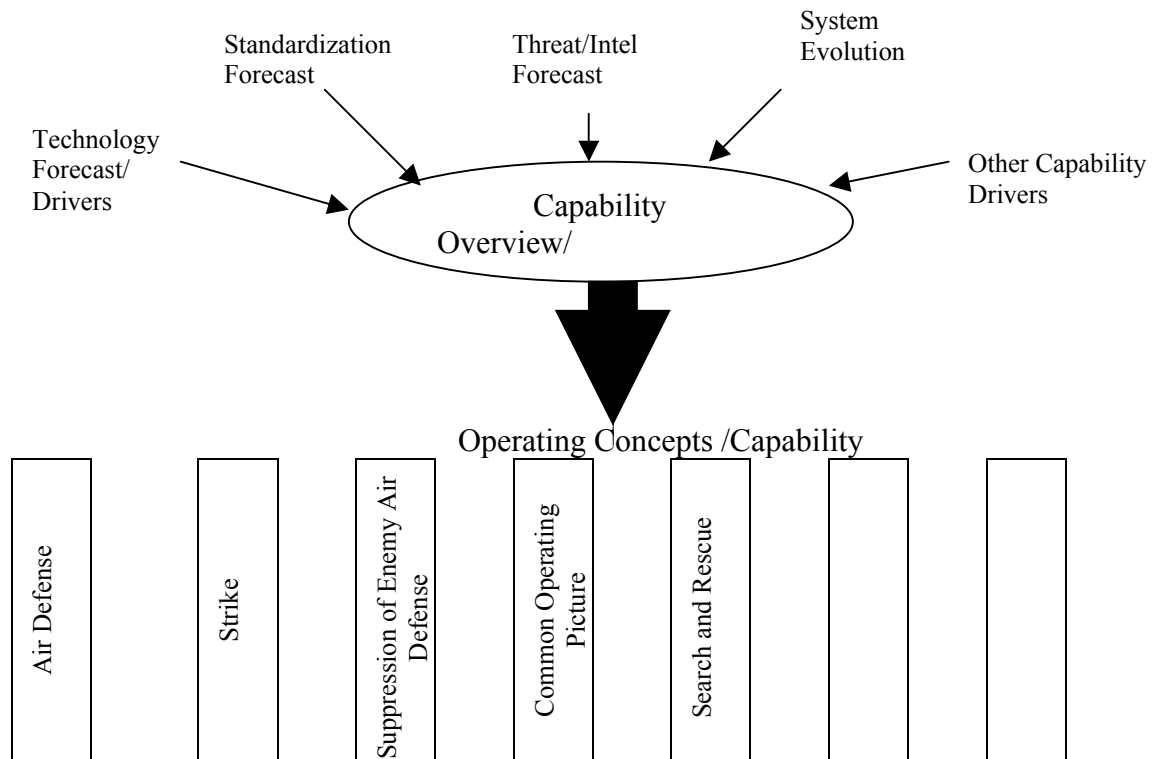 System
Evolution
Standardization
Forecast
Threat/Intel
Forecast
Technology
Forecast/
Drivers
Other Capability
Drivers
Capability
Overview/
Operating Concepts /Capability
Air Defense
Strike
Suppression of Enemy Air
Defense
Common Operating
Picture
Search and Rescue